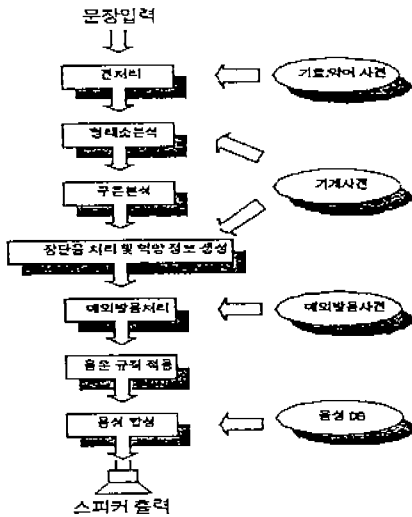 문장입력
전처리
기호,약어 사전
형태소분석
구문분석
기계사전
장단음 처리 및 억양 정보 생성
예외발음처리
예외발음사전
음운 규칙 적용
음성 합성
음성 DB
스피커 출력